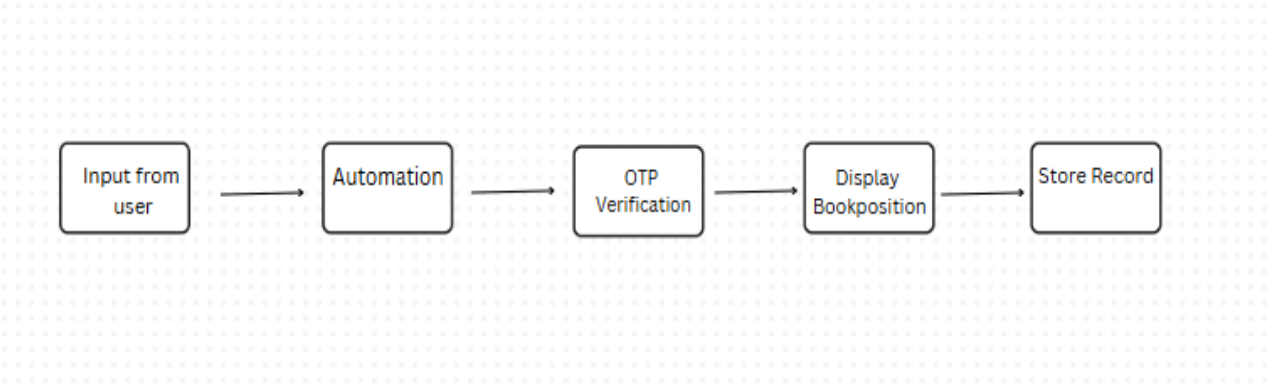 Input from
user
Automation
OTP
Verification
Display
Bookposition
Store Record